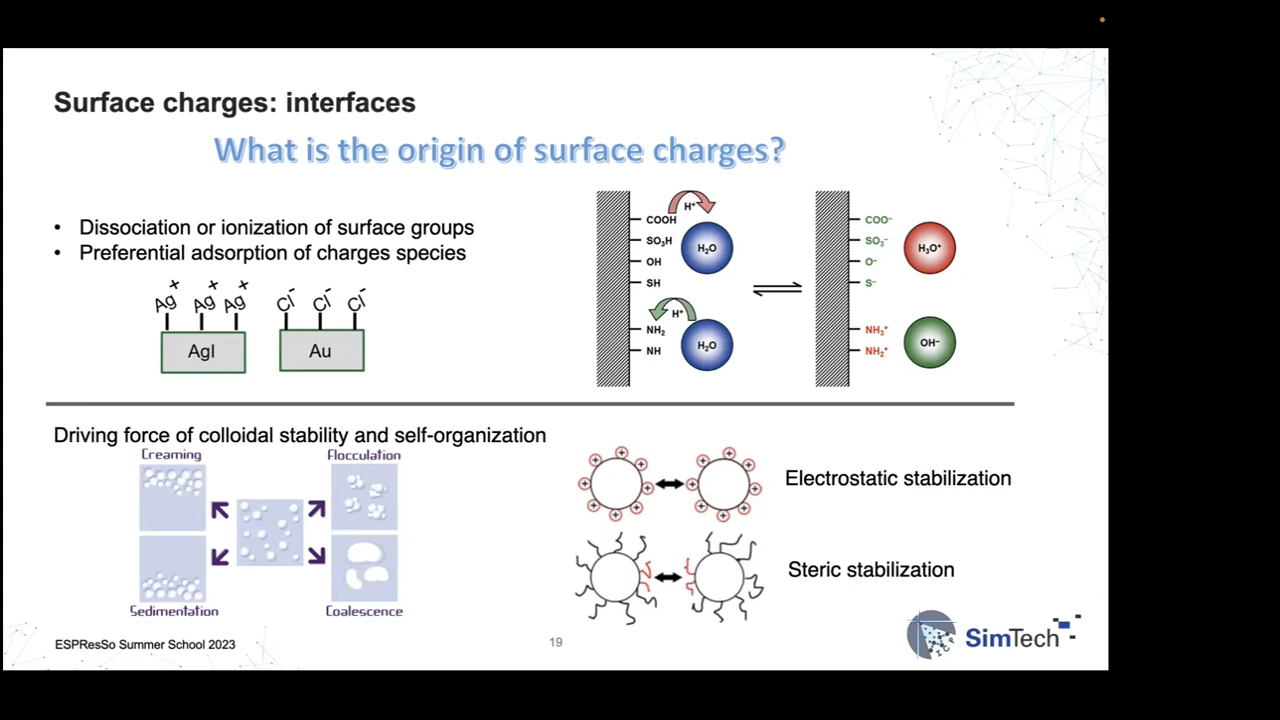 Surface charges: interfaces
What is the origin of surface charges?
• Dissociation or ionization of surface groups
• Preferential adsorption of charges species
Ag+ Ag+ Ag+
AgI
Cl- Cl- Cl-
Au
COOH
SO3H
OH
SH
NH2
NH
H+
H2O
H+
H2O
COO-
SO3-
O-
S-
NH3+
NH2+
H3O+
OH-
Driving force of colloidal stability and self-organization
Creaming
Flocculation
Sedimentation
Coalescence
Electrostatic stabilization
Steric stabilization
ESPResSo Summer School 2023
19
ICP
SimTech